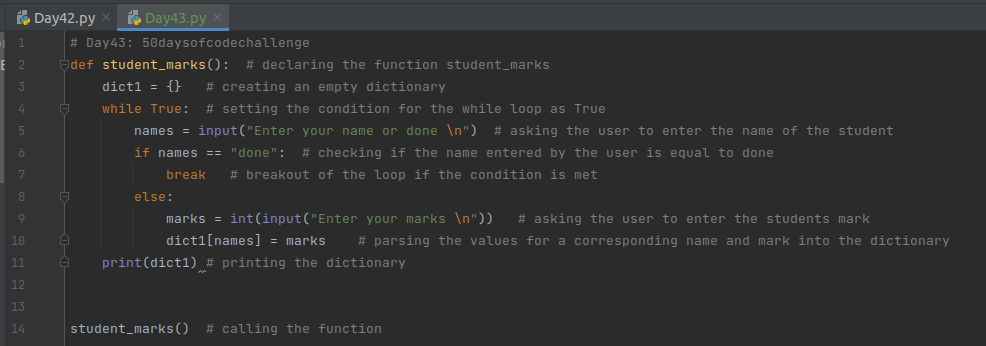 Day42.py × Day43.py ×
1 # Day43: 50daysofcodechallenge
2 def student_marks():  # declaring the function student_marks
3     dict1 = {}   # creating an empty dictionary
4     while True:  # setting the condition for the while loop as True
5         names = input("Enter your name or done \n")  # asking the user to enter the name of the student
6         if names == "done":  # checking if the name entered by the user is equal to done
7             break   # breakout of the loop if the condition is met
8         else:
9             marks = int(input("Enter your marks \n"))   # asking the user to enter the students mark
10             dict1[names] = marks    # parsing the values for a corresponding name and mark into the dictionary
11     print(dict1) # printing the dictionary
12
13
14 student_marks()  # calling the function